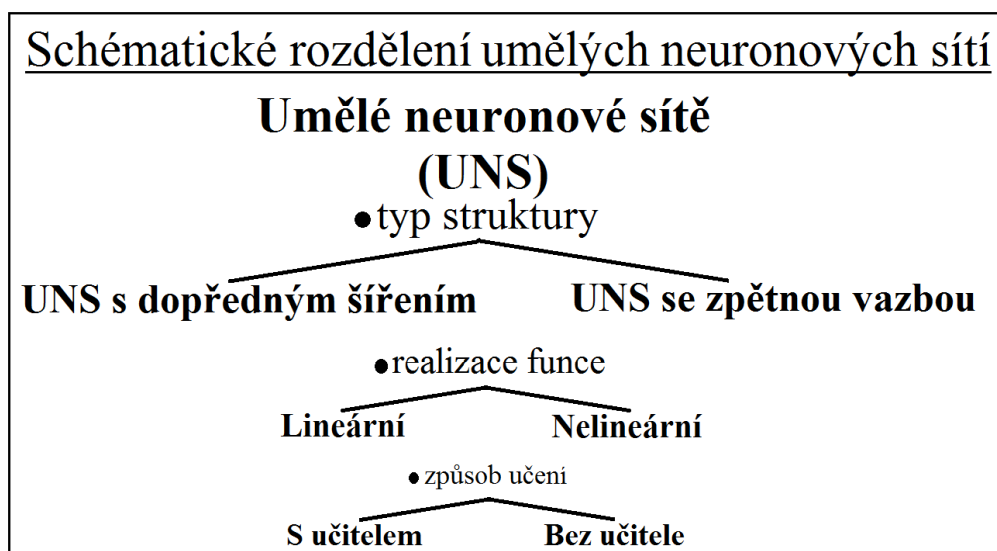 Schématické rozdělení umělých neuronových sítí
Umělé neuronové sítě
(UNS)
• typ struktury
UNS s dopředným šířením UNS se zpětnou vazbou
• realizace funce
Lineární Nelineární
• způsob učení
S učitelem Bez učitele